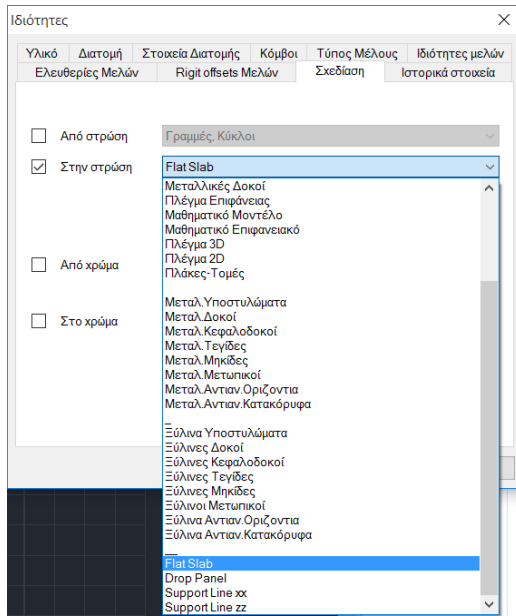 Ιδιότητες
Υλικό Διατομή Στοιχεία Διατομής Κόμβοι Τύπος Μέλους Ιδιότητες μελών
Ελευθερίες Μελών Rigit offsets Μελών Σχεδίαση Ιστορικά στοιχεία
Από στρώση Γραμμές, Κύκλοι
Στην στρώση Flat Slab
Μεταλλικές Δοκοί
Πλέγμα Επιφάνειας
Μαθηματικό Μοντέλο
Μαθηματικό Επιφανειακό
Πλέγμα 3D
Πλέγμα 2D
Από χρώμα
Πλάκες-Τομές
Μεταλ.Υποστυλώματα
Στο χρώμα
Μεταλ.Δοκοί
Μεταλ.Κεφαλοδοκοί
Μεταλ.Τεγίδες
Μεταλ.Μηκίδες
Μεταλ.Μετωπικοί
Μεταλ.Αντιαν.Οριζοντια
Μεταλ.Αντιαν.Κατακόρυφα
_
Ξύλινα Υποστυλώματα
Ξύλινες Δοκοί
Ξύλινες Κεφαλοδοκοί
Ξύλινες Τεγίδες
Ξύλινες Μηκίδες
Ξύλινοι Μετωπικοί
Ξύλινα Αντιαν.Οριζοντια
Ξύλινα Αντιαν.Κατακόρυφα
__
Flat Slab
Drop Panel
Support Line xx
Support Line zz